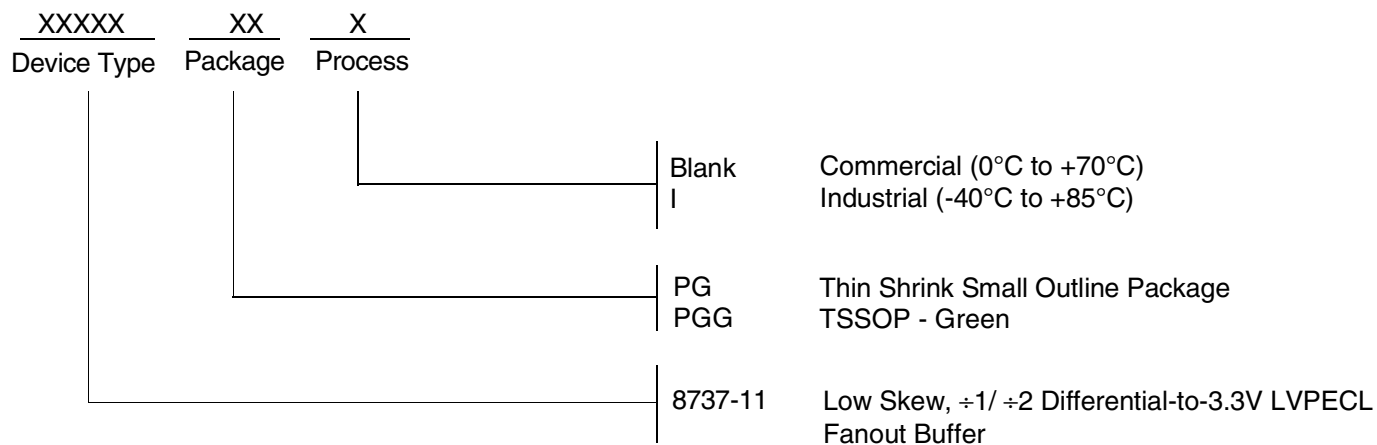 XXXXX XX X
Device Type Package Process
Blank Commercial (0°C to +70°C)
I Industrial (-40°C to +85°C)
PG Thin Shrink Small Outline Package
PGG TSSOP - Green
8737-11 Low Skew, ÷1/ ÷2 Differential-to-3.3V LVPECL
Fanout Buffer